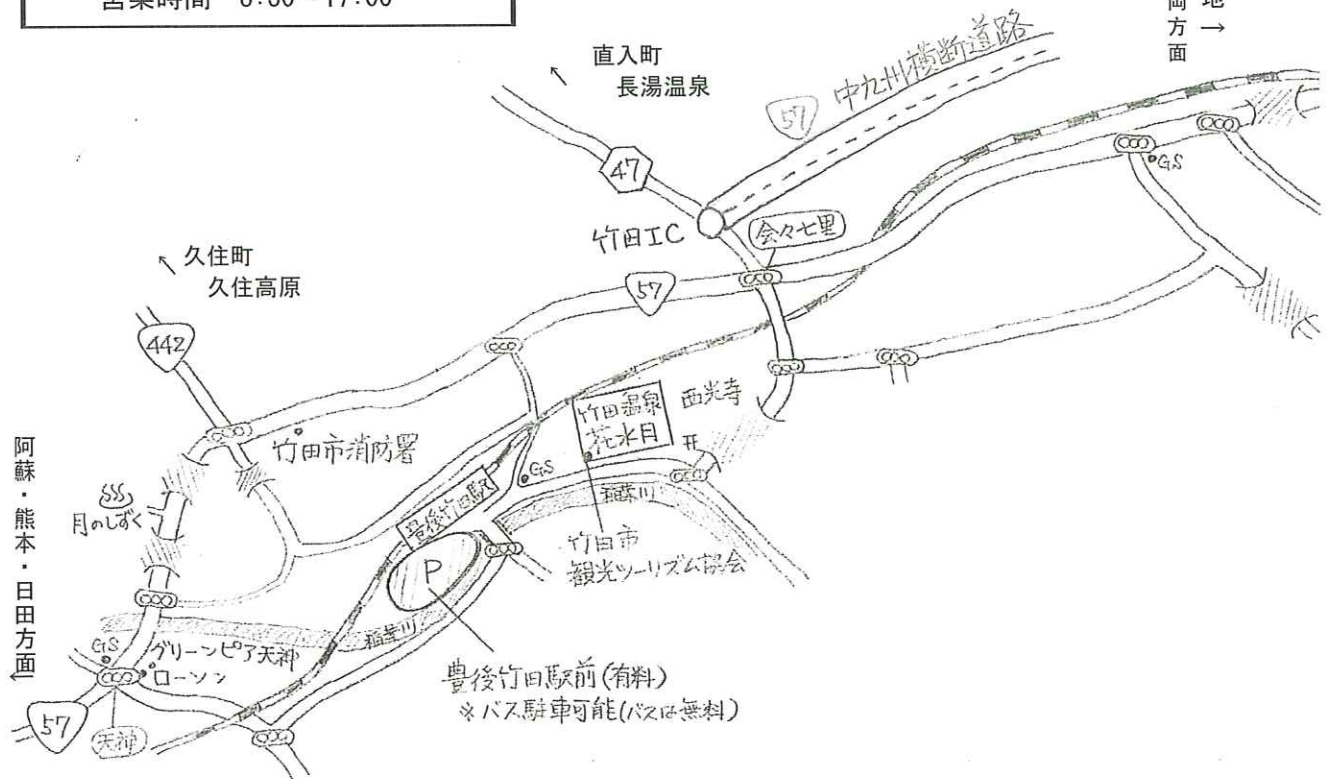 営業時間 8:30-17:00
地→
岡方面
直入町
長湯温泉
57
中九州横断道路
47
GS
竹田IC
会々七里
久住町
久住高原
57
442
竹田市消防署
竹田温泉
花水月
西光寺
GS
豊後竹田駅
稲葉川
阿蘇・熊本・日田方面
月のしずく
P
竹田市
観光ツーリズム協会
稲葉川
GS
グリーンピア天神
ローソン
豊後竹田駅前(有料)
※バス駐車可能(バスは無料)
57
天神